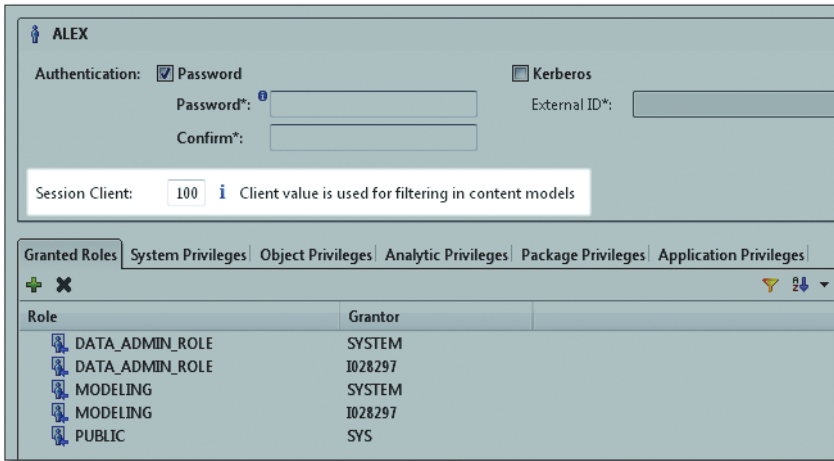 ALEX
Authentication: Password Kerberos
Password*: External ID*:
Confirm*:
Session Client: 100 i Client value is used for filtering in content models
Granted Roles System Privileges Object Privileges Analytic Privileges Package Privileges Application Privileges
Role Grantor
DATA_ADMIN_ROLE SYSTEM
DATA_ADMIN_ROLE I028297
MODELING SYSTEM
MODELING I028297
PUBLIC SYS